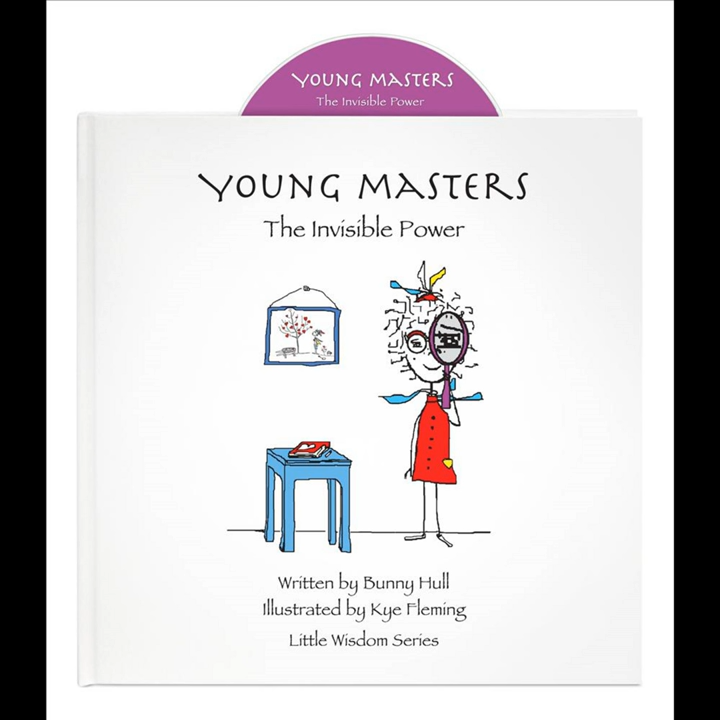 YOUNG MASTERS
The Invisible Power
YOUNG MASTERS
The Invisible Power
Written by Bunny Hull
Illustrated by Kye Fleming
Little Wisdom Series